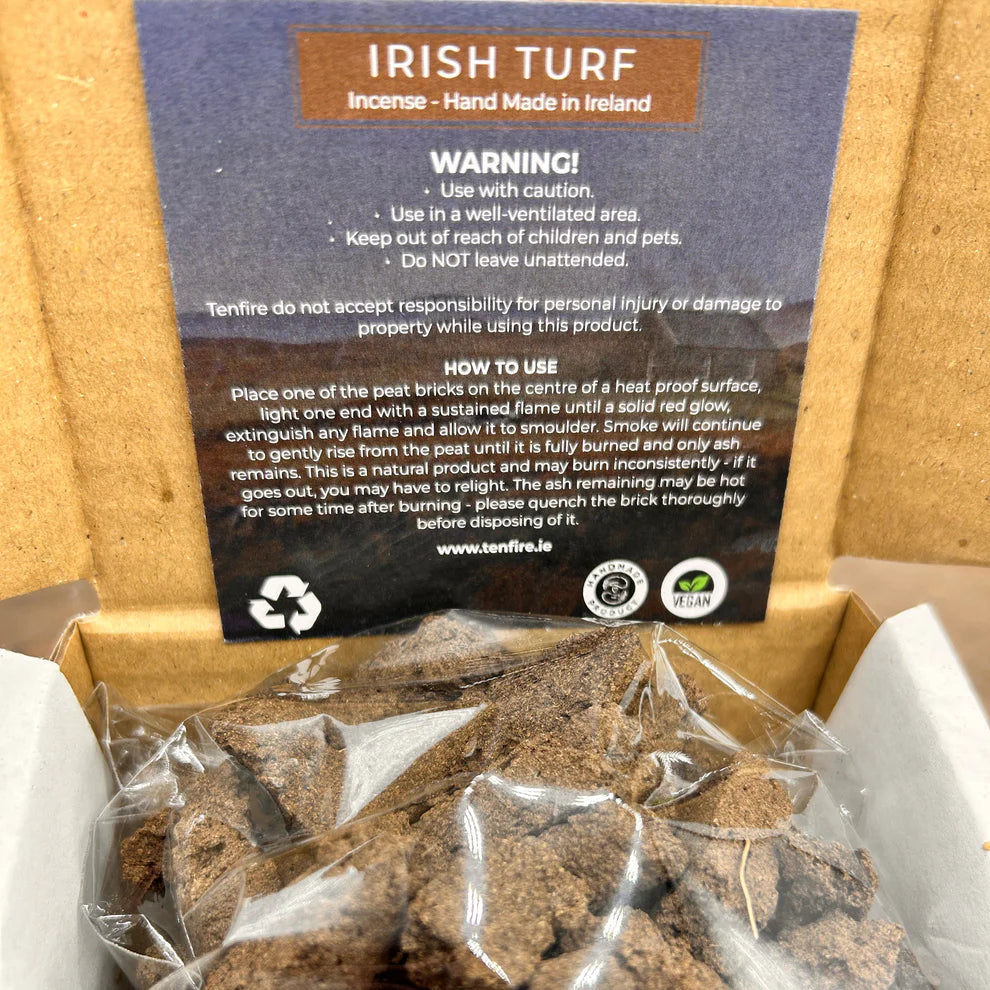 IRISH TURF
Incense - Hand Made in Ireland
WARNING!
• Use with caution.
• Use in a well-ventilated area.
• Keep out of reach of children and pets.
• Do NOT leave unattended.
Tenfire do not accept responsibility for personal injury or damage to
property while using this product.
HOW TO USE
Place one of the peat bricks on the centre of a heat proof surface,
light one end with a sustained flame until a solid red glow,
extinguish any flame and allow it to smoulder. Smoke will continue
to gently rise from the peat until it is fully burned and only ash
remains. This is a natural product and may burn inconsistently - if it
goes out, you may have to relight. The ash remaining may be hot
for some time after burning - please quench the brick thoroughly
before disposing of it.
www.tenfire.ie
HANDMADE
PRODUCT
VEGAN